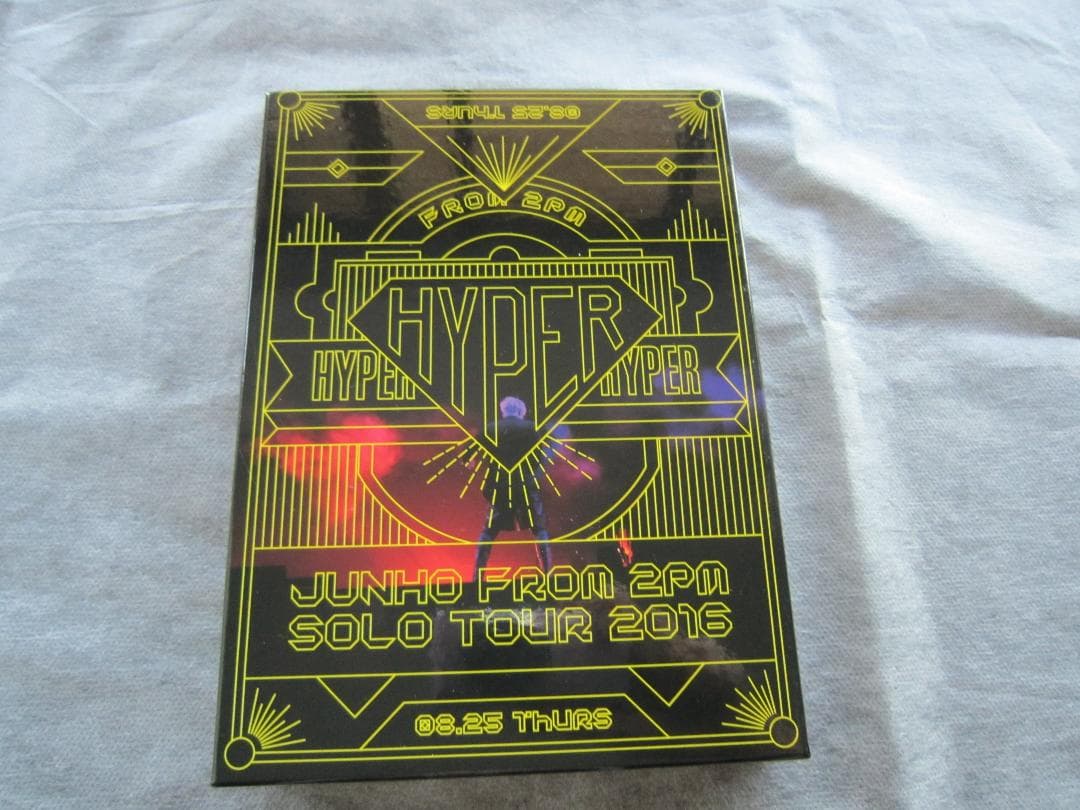 08.25 THURS
FROM 2PM
HYPER
HYPER HYPER
JUNHO FROM 2PM
SOLO TOUR 2016
08.25 THURS